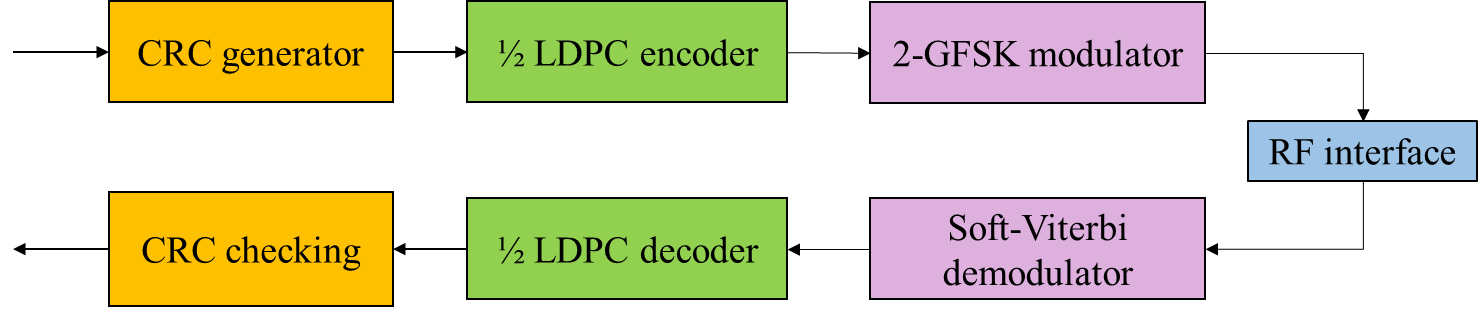 CRC generator
½ LDPC encoder
2-GFSK modulator
RF interface
CRC checking
½ LDPC decoder
Soft-Viterbi
demodulator